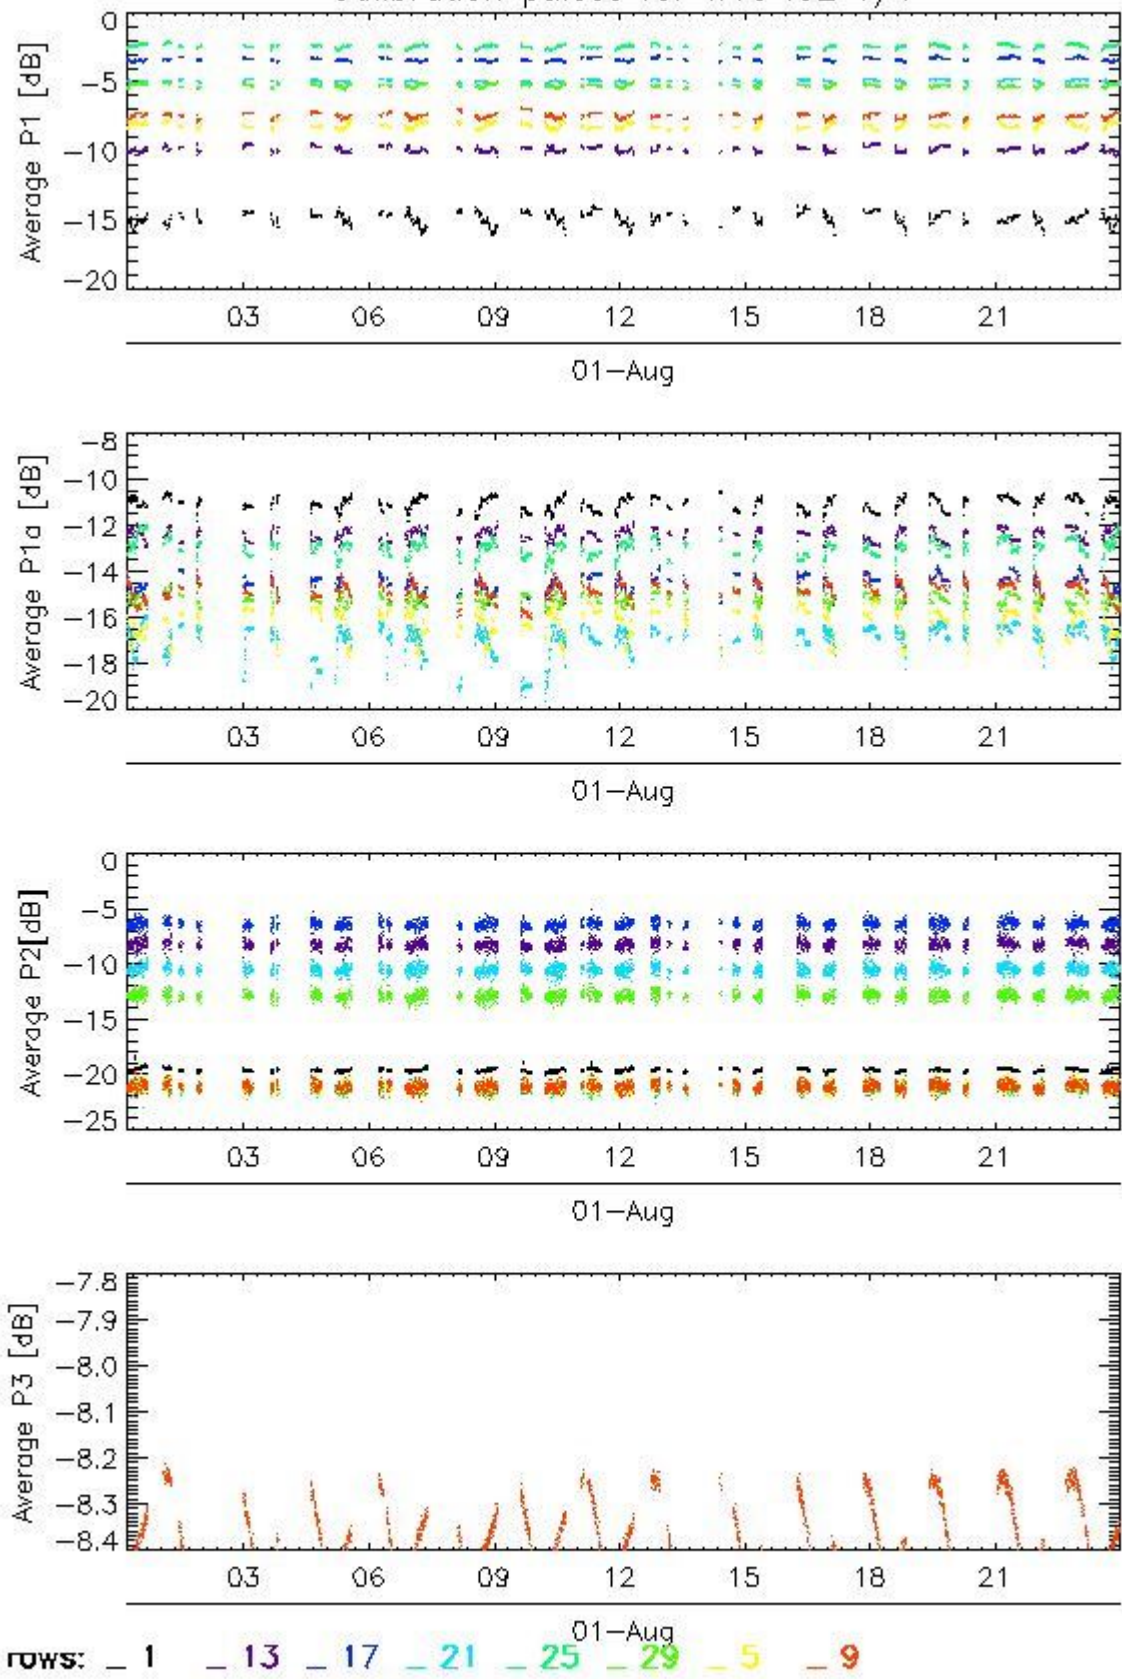 Average P1 [dB]
0
−5
−10
−15
−20
03 06 09 12 15 18 21
01−Aug
Average P1a [dB]
−8
−10
−12
−14
−16
−18
−20
03 06 09 12 15 18 21
01−Aug
Average P2[dB]
0
−5
−10
−15
−20
−25
03 06 09 12 15 18 21
01−Aug
Average P3 [dB]
−7.8
−7.9
−8.0
−8.1
−8.2
−8.3
−8.4
03 06 09 12 15 18 21
01−Aug
rows: _ 1 _ 13 _ 17 _ 21 _ 25 _ 29 _ 5 _ 9